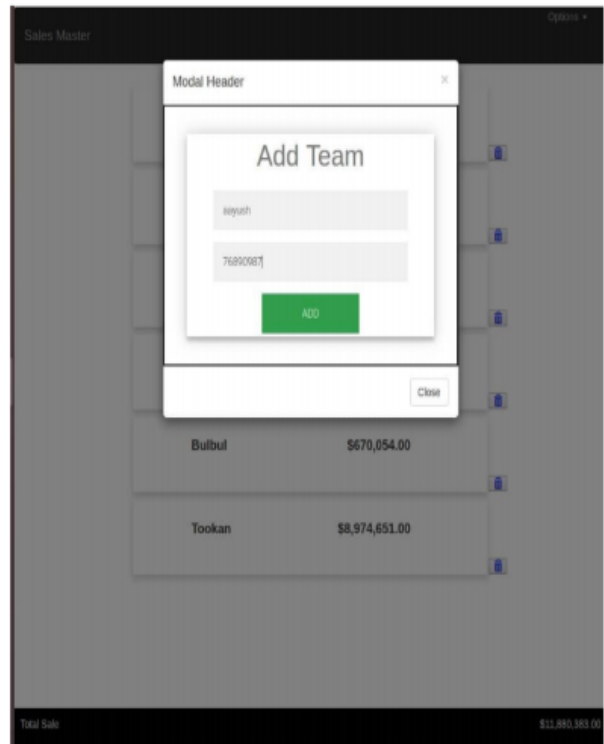 Options
Sales Master
Modal Header ×
Add Team
aayush
76890987
ADD
Close
Bulbul $670,054.00
Tookan $8,974,651.00
Total Sale $11,880,383.00